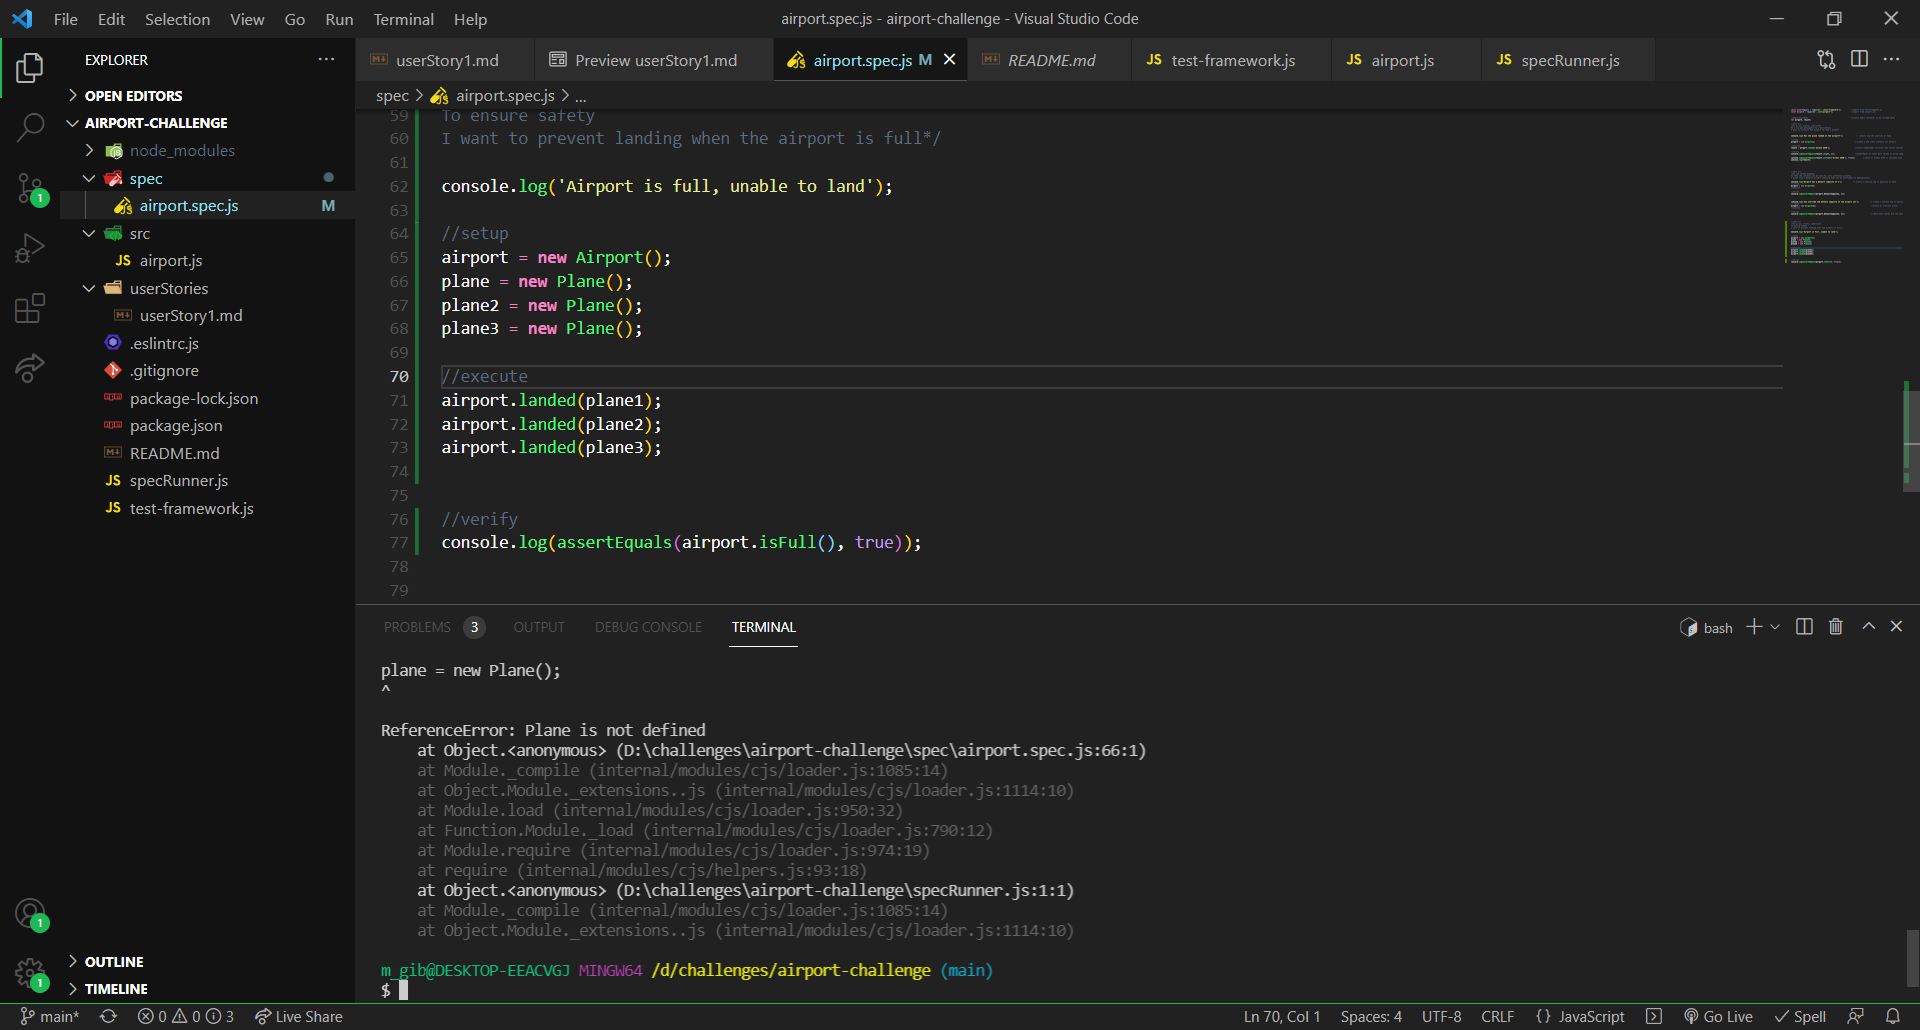 File Edit Selection View Go Run Terminal Help
airport.spec.js - airport-challenge - Visual Studio Code
EXPLORER
userStory1.md
Preview userStory1.md
airport.spec.js M
README.md
JS test-framework.js
JS airport.js
JS specRunner.js
OPEN EDITORS
spec > airport.spec.js > ...
AIRPORT-CHALLENGE
node_modules
spec
airport.spec.js M
src
JS airport.js
userStories
userStory1.md
.eslintrc.js
.gitignore
package-lock.json
package.json
README.md
JS specRunner.js
JS test-framework.js
1
1
1
OUTLINE
TIMELINE
59 To ensure safety
60 I want to prevent landing when the airport is full*/
61
62 console.log('Airport is full, unable to land');
63
64 //setup
65 airport = new Airport();
66 plane = new Plane();
67 plane2 = new Plane();
68 plane3 = new Plane();
69
70 //execute
71 airport.landed(plane1);
72 airport.landed(plane2);
73 airport.landed(plane3);
74
75
76 //verify
77 console.log(assertEquals(airport.isFull(), true));
78
79
PROBLEMS 3 OUTPUT DEBUG CONSOLE TERMINAL
bash
plane = new Plane();
^
ReferenceError: Plane is not defined
at Object.<anonymous> (D:\challenges\airport-challenge\spec\airport.spec.js:66:1)
at Module._compile (internal/modules/cjs/loader.js:1085:14)
at Object.Module._extensions..js (internal/modules/cjs/loader.js:1114:10)
at Module.load (internal/modules/cjs/loader.js:950:32)
at Function.Module._load (internal/modules/cjs/loader.js:790:12)
at Module.require (internal/modules/cjs/loader.js:974:19)
at require (internal/modules/cjs/helpers.js:93:18)
at Object.<anonymous> (D:\challenges\airport-challenge\specRunner.js:1:1)
at Module._compile (internal/modules/cjs/loader.js:1085:14)
at Object.Module._extensions..js (internal/modules/cjs/loader.js:1114:10)
m_gib@DESKTOP-EEACVGJ MINGW64 /d/challenges/airport-challenge (main)
$
main* 0 0 3 Live Share
Ln 70, Col 1 Spaces: 4 UTF-8 CRLF {} JavaScript Go Live Spell